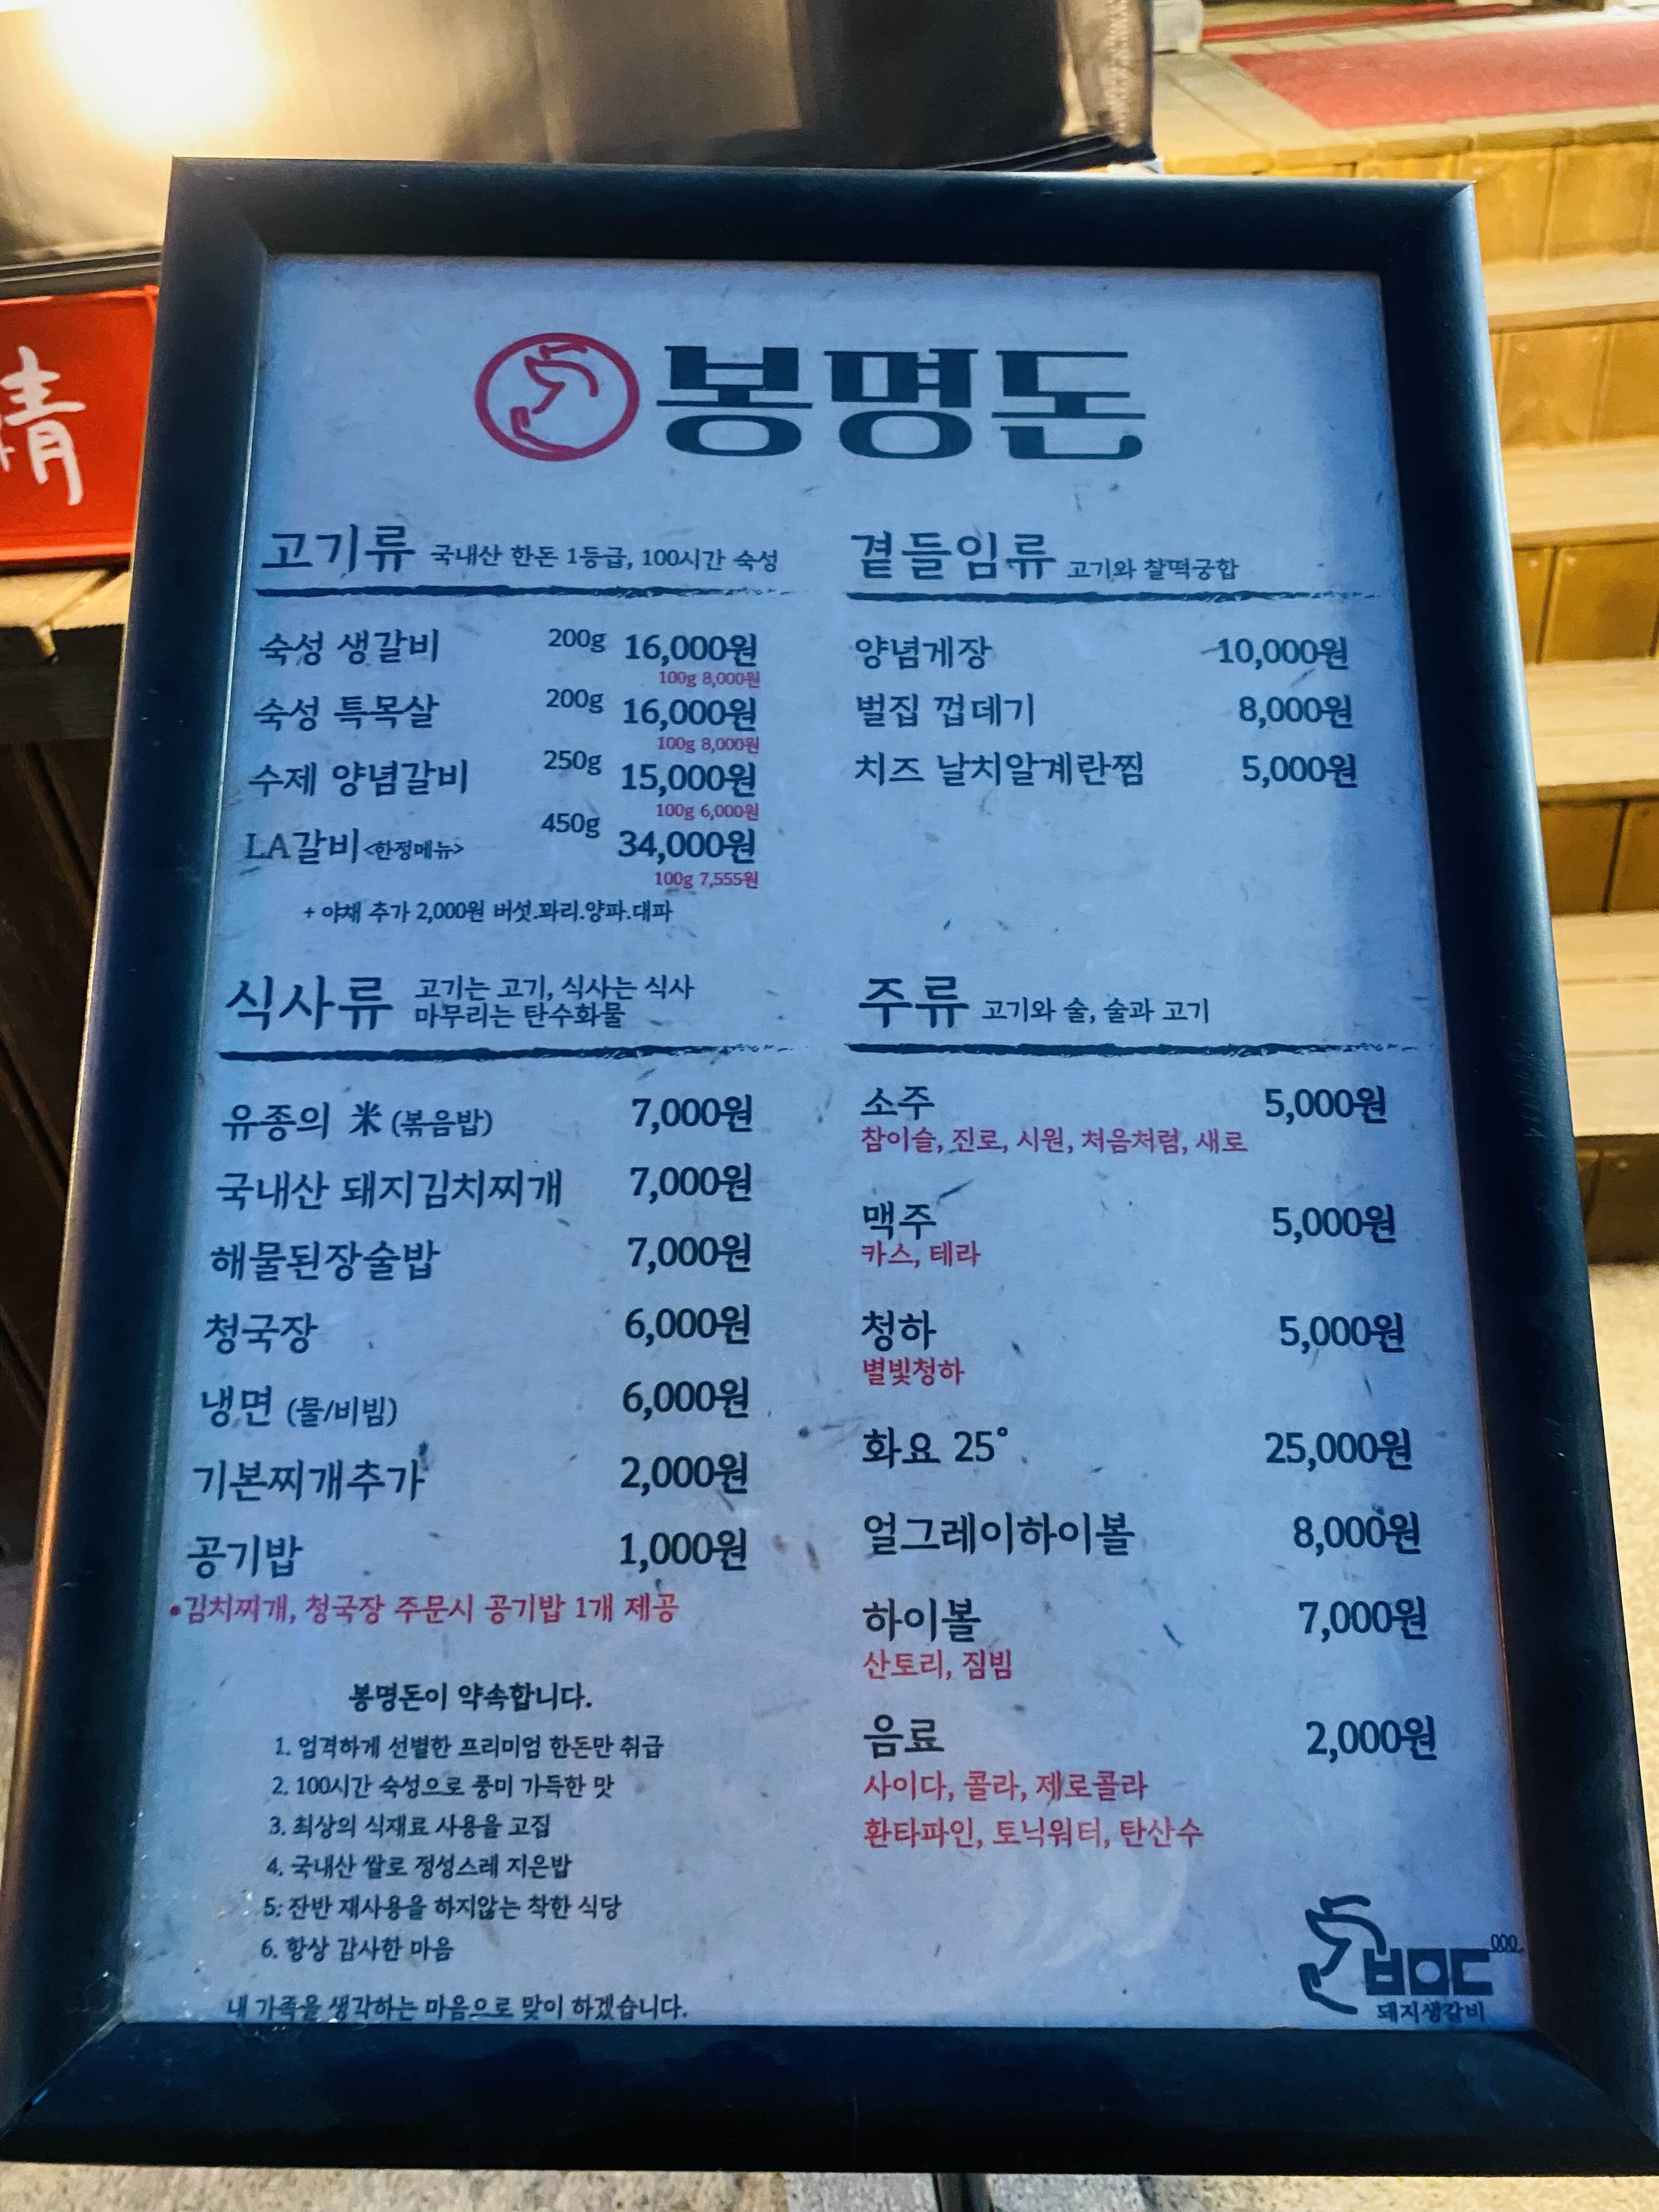 봉명돈
고기류 국내산 한돈 1등급, 100시간 숙성
숙성 생갈비 200g 16,000원
100g 8,000원
숙성 특목살 200g 16,000원
100g 8,000원
수제 양념갈비 250g 15,000원
100g 6,000원
LA갈비<한정메뉴> 450g 34,000원
100g 7,555원
+ 야채 추가 2,000원 버섯.꽈리.양파.대파
곁들임류 고기와 찰떡궁합
양념게장 10,000원
벌집 껍데기 8,000원
치즈 날치알계란찜 5,000원
식사류 고기는 고기, 식사는 식사
마무리는 탄수화물
유종의 米 (볶음밥) 7,000원
국내산 돼지김치찌개 7,000원
해물된장술밥 7,000원
청국장 6,000원
냉면 (물/비빔) 6,000원
기본찌개추가 2,000원
공기밥 1,000원
•김치찌개, 청국장 주문시 공기밥 1개 제공
봉명돈이 약속합니다.
1. 엄격하게 선별한 프리미엄 한돈만 취급
2. 100시간 숙성으로 풍미 가득한 맛
3. 최상의 식재료 사용을 고집
4. 국내산 쌀로 정성스레 지은밥
5. 잔반 재사용을 하지않는 착한 식당
6. 항상 감사한 마음
내 가족을 생각하는 마음으로 맞이 하겠습니다.
주류 고기와 술, 술과 고기
소주 5,000원
참이슬, 진로, 시원, 처음처럼, 새로
맥주 5,000원
카스, 테라
청하 5,000원
별빛청하
화요 25° 25,000원
얼그레이하이볼 8,000원
하이볼 7,000원
산토리, 짐빔
음료 2,000원
사이다, 콜라, 제로콜라
환타파인, 토닉워터, 탄산수
ㅂㅁㄷ
돼지생갈비